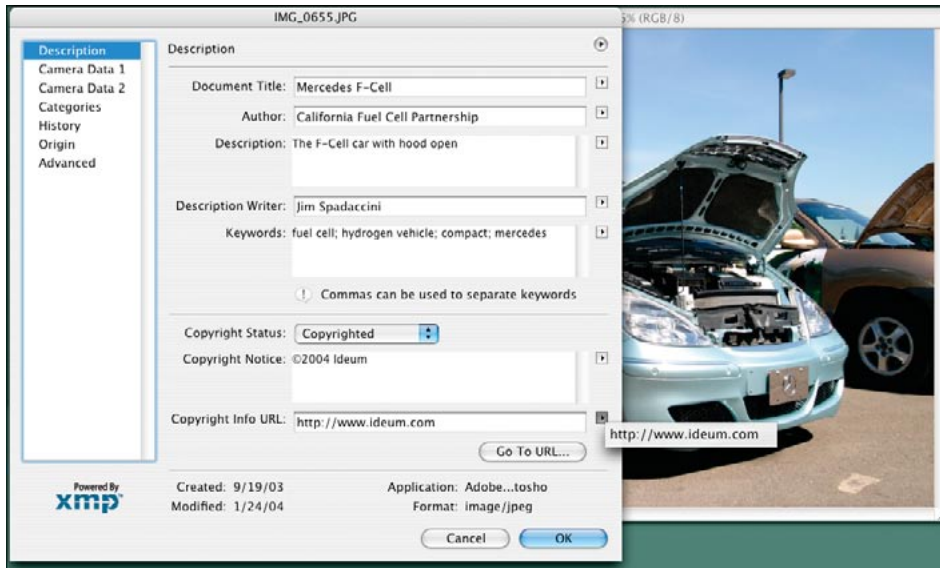 IMG_0655.JPG
% (RGB/8)
Description
Camera Data 1
Camera Data 2
Categories
History
Origin
Advanced
Description
Document Title: Mercedes F-Cell
Author: California Fuel Cell Partnership
Description: The F-Cell car with hood open
Description Writer: Jim Spadaccini
Keywords: fuel cell; hydrogen vehicle; compact; mercedes
! Commas can be used to separate keywords
Copyright Status: Copyrighted
Copyright Notice: ©2004 Ideum
Copyright Info URL: http://www.ideum.com
http://www.ideum.com
Go To URL...
Powered By
xmp™
Created: 9/19/03 Application: Adobe...tosho
Modified: 1/24/04 Format: image/jpeg
Cancel OK